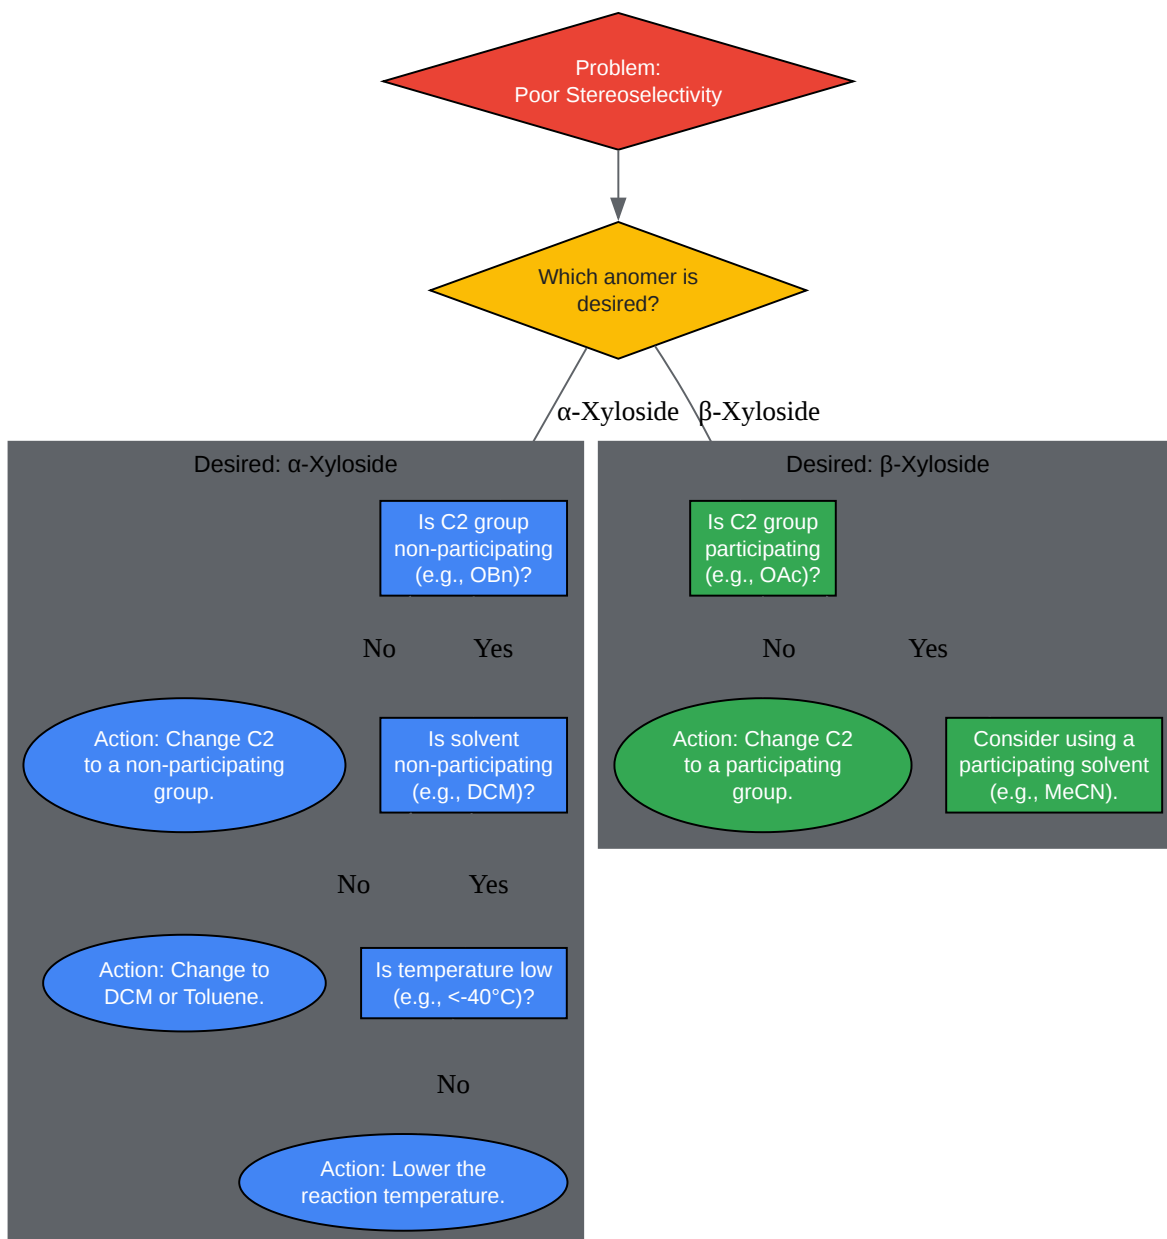 Problem:
Poor Stereoselectivity
Which anomer is
desired?
α-Xyloside
β-Xyloside
Desired: α-Xyloside
Is C2 group
non-participating
(e.g., OBn)?
No
Yes
Action: Change C2
to a non-participating
group.
Is solvent
non-participating
(e.g., DCM)?
No
Yes
Action: Change to
DCM or Toluene.
Is temperature low
(e.g., <-40°C)?
No
Action: Lower the
reaction temperature.
Desired: β-Xyloside
Is C2 group
participating
(e.g., OAc)?
No
Yes
Action: Change C2
to a participating
group.
Consider using a
participating solvent
(e.g., MeCN).